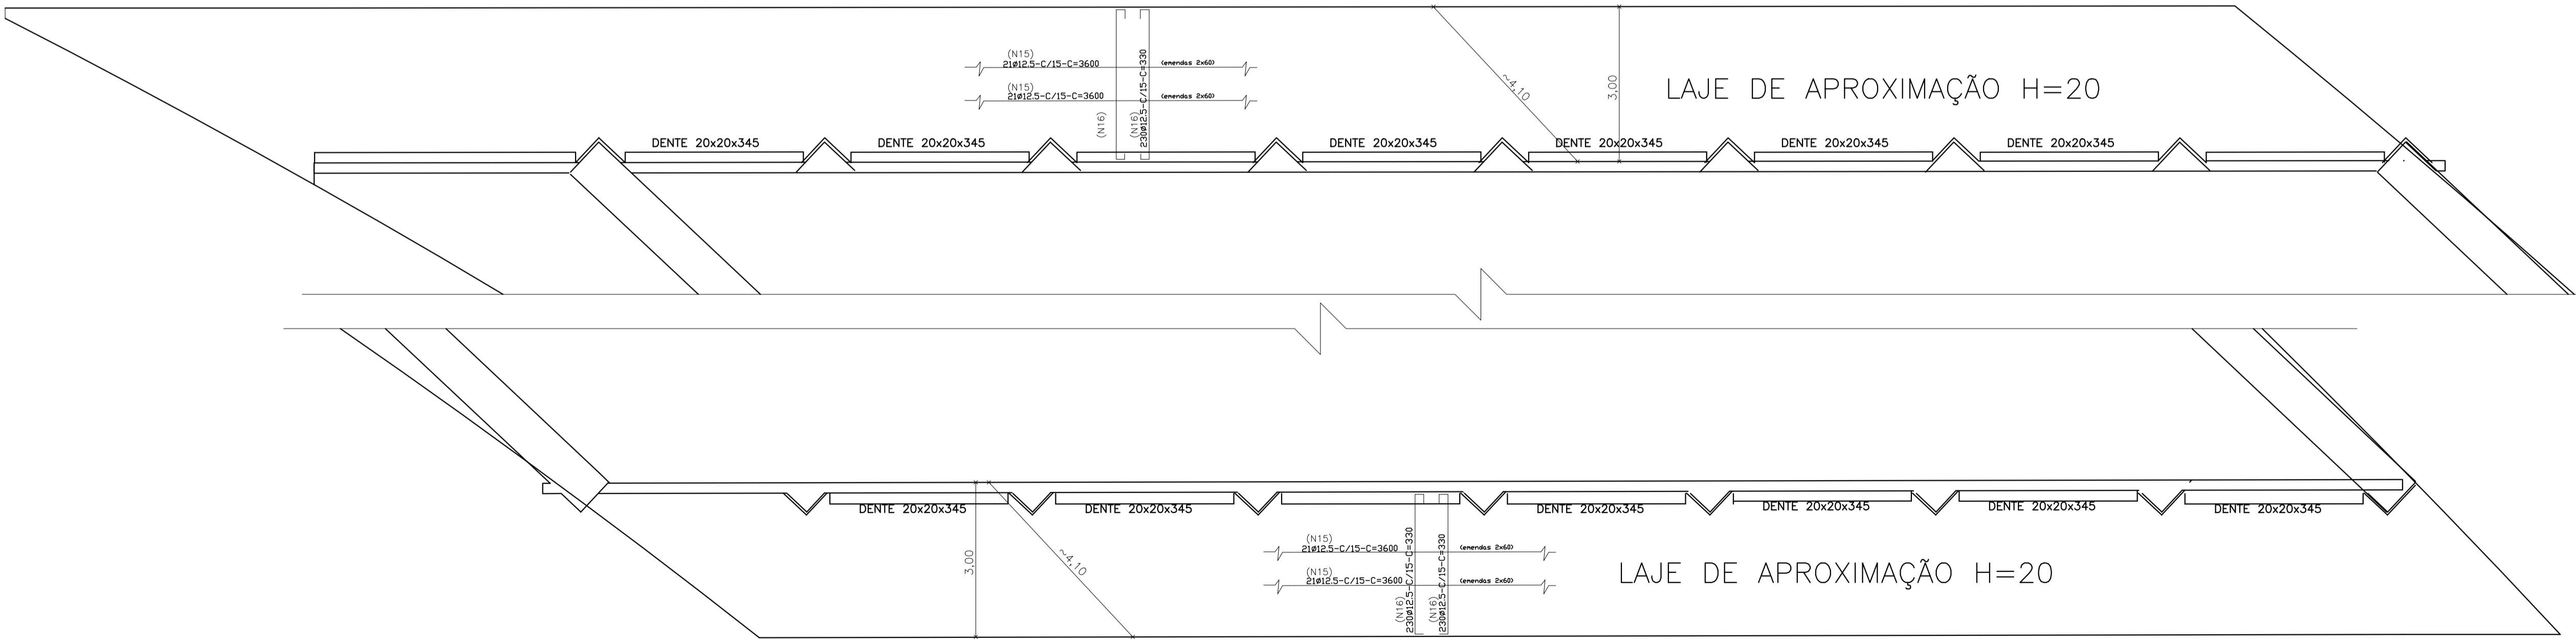 (N15)
21ø12.5-C/15-C=3600 (emendas 2x60)
(N15)
21ø12.5-C/15-C=3600 (emendas 2x60)
(N16)
(N16)
230ø12.5-C/15-C=330
~4,10
3,00
LAJE DE APROXIMAÇÃO H=20
DENTE 20x20x345
DENTE 20x20x345
DENTE 20x20x345
DENTE 20x20x345
DENTE 20x20x345
DENTE 20x20x345
DENTE 20x20x345
DENTE 20x20x345
DENTE 20x20x345
DENTE 20x20x345
DENTE 20x20x345
DENTE 20x20x345
3,00
~4,10
(N15)
21ø12.5-C/15-C=3600 (emendas 2x60)
(N15)
21ø12.5-C/15-C=3600 (emendas 2x60)
(N16)
230ø12.5-C/15-C=330
(N16)
230ø12.5-C/15-C=330
LAJE DE APROXIMAÇÃO H=20